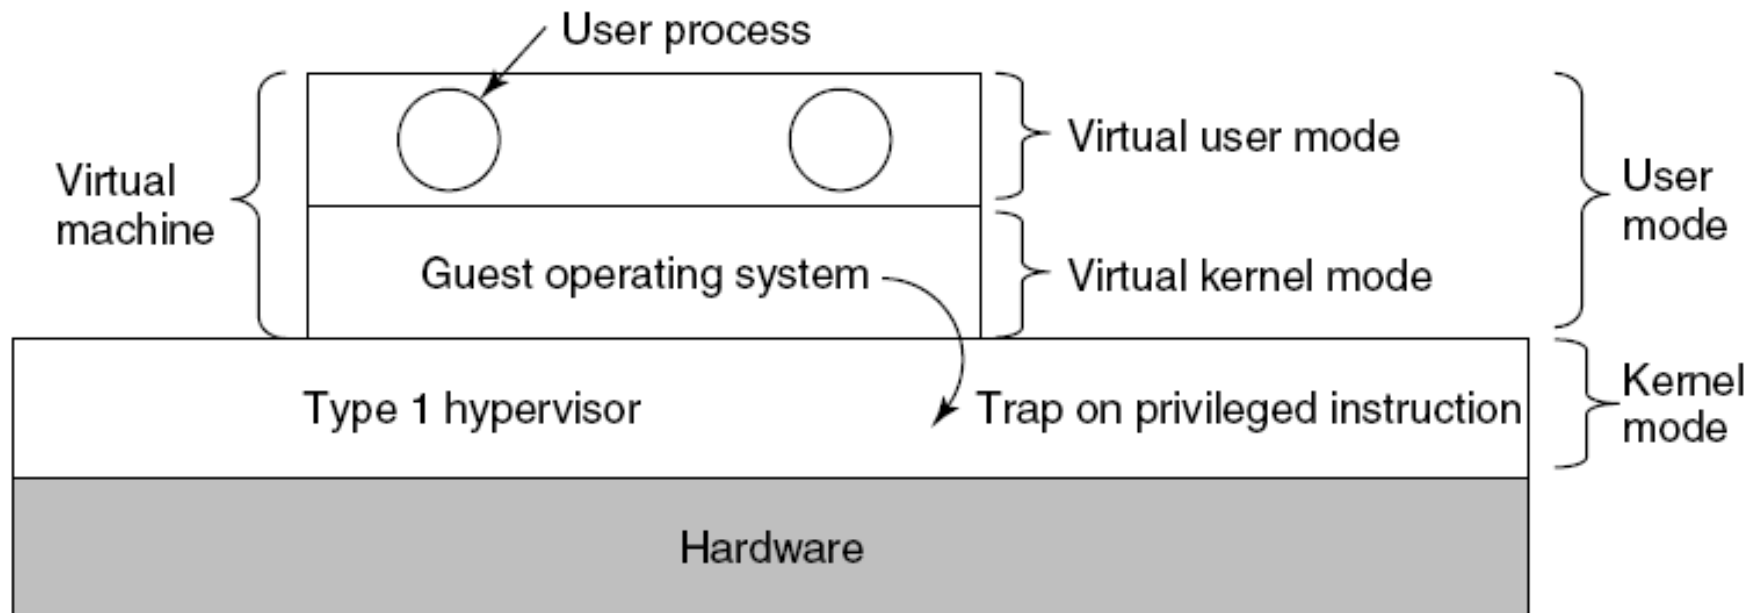 User process
Virtual user mode
Virtual
machine
User
mode
Guest operating system
Virtual kernel mode
Type 1 hypervisor
Trap on privileged instruction
Kernel
mode
Hardware